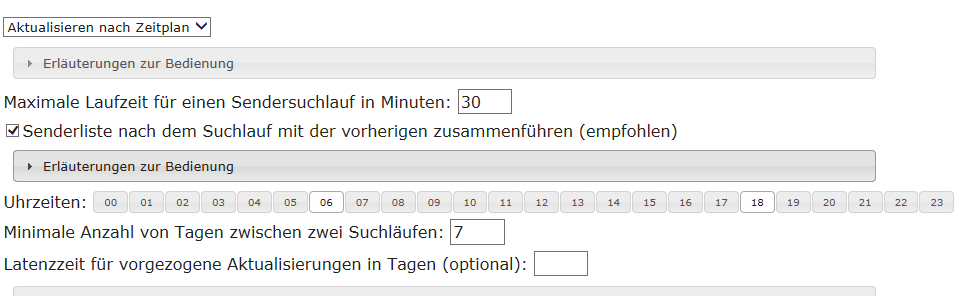 Aktualisieren nach Zeitplan
Erläuterungen zur Bedienung
Maximale Laufzeit für einen Sendersuchlauf in Minuten: 30
Senderliste nach dem Suchlauf mit der vorherigen zusammenführen (empfohlen)
Erläuterungen zur Bedienung
Uhrzeiten: 00 01 02 03 04 05 06 07 08 09 10 11 12 13 14 15 16 17 18 19 20 21 22 23
Minimale Anzahl von Tagen zwischen zwei Suchläufen: 7
Latenzzeit für vorgezogene Aktualisierungen in Tagen (optional):